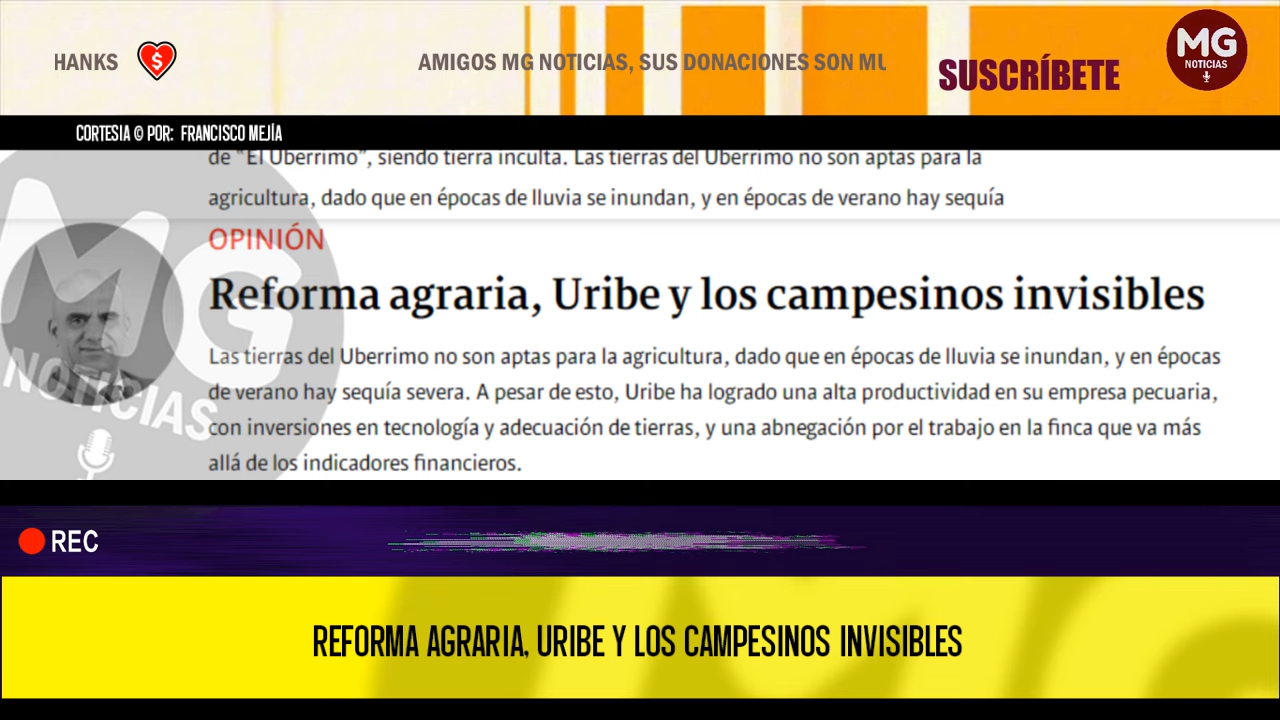 HANKS
AMIGOS MG NOTICIAS, SUS DONACIONES SON MU
SUSCRÍBETE
MG
NOTICIAS
CORTESIA © POR: FRANCISCO MEJÍA
de “El Uberrimo”, siendo tierra inculta. Las tierras del Uberrimo no son aptas para la
agricultura, dado que en épocas de lluvia se inundan, y en épocas de verano hay sequía
OPINIÓN
Reforma agraria, Uribe y los campesinos invisibles
Las tierras del Uberrimo no son aptas para la agricultura, dado que en épocas de lluvia se inundan, y en épocas
de verano hay sequía severa. A pesar de esto, Uribe ha logrado una alta productividad en su empresa pecuaria,
con inversiones en tecnología y adecuación de tierras, y una abnegación por el trabajo en la finca que va más
allá de los indicadores financieros.
MG
NOTICIAS
REC
REFORMA AGRARIA, URIBE Y LOS CAMPESINOS INVISIBLES